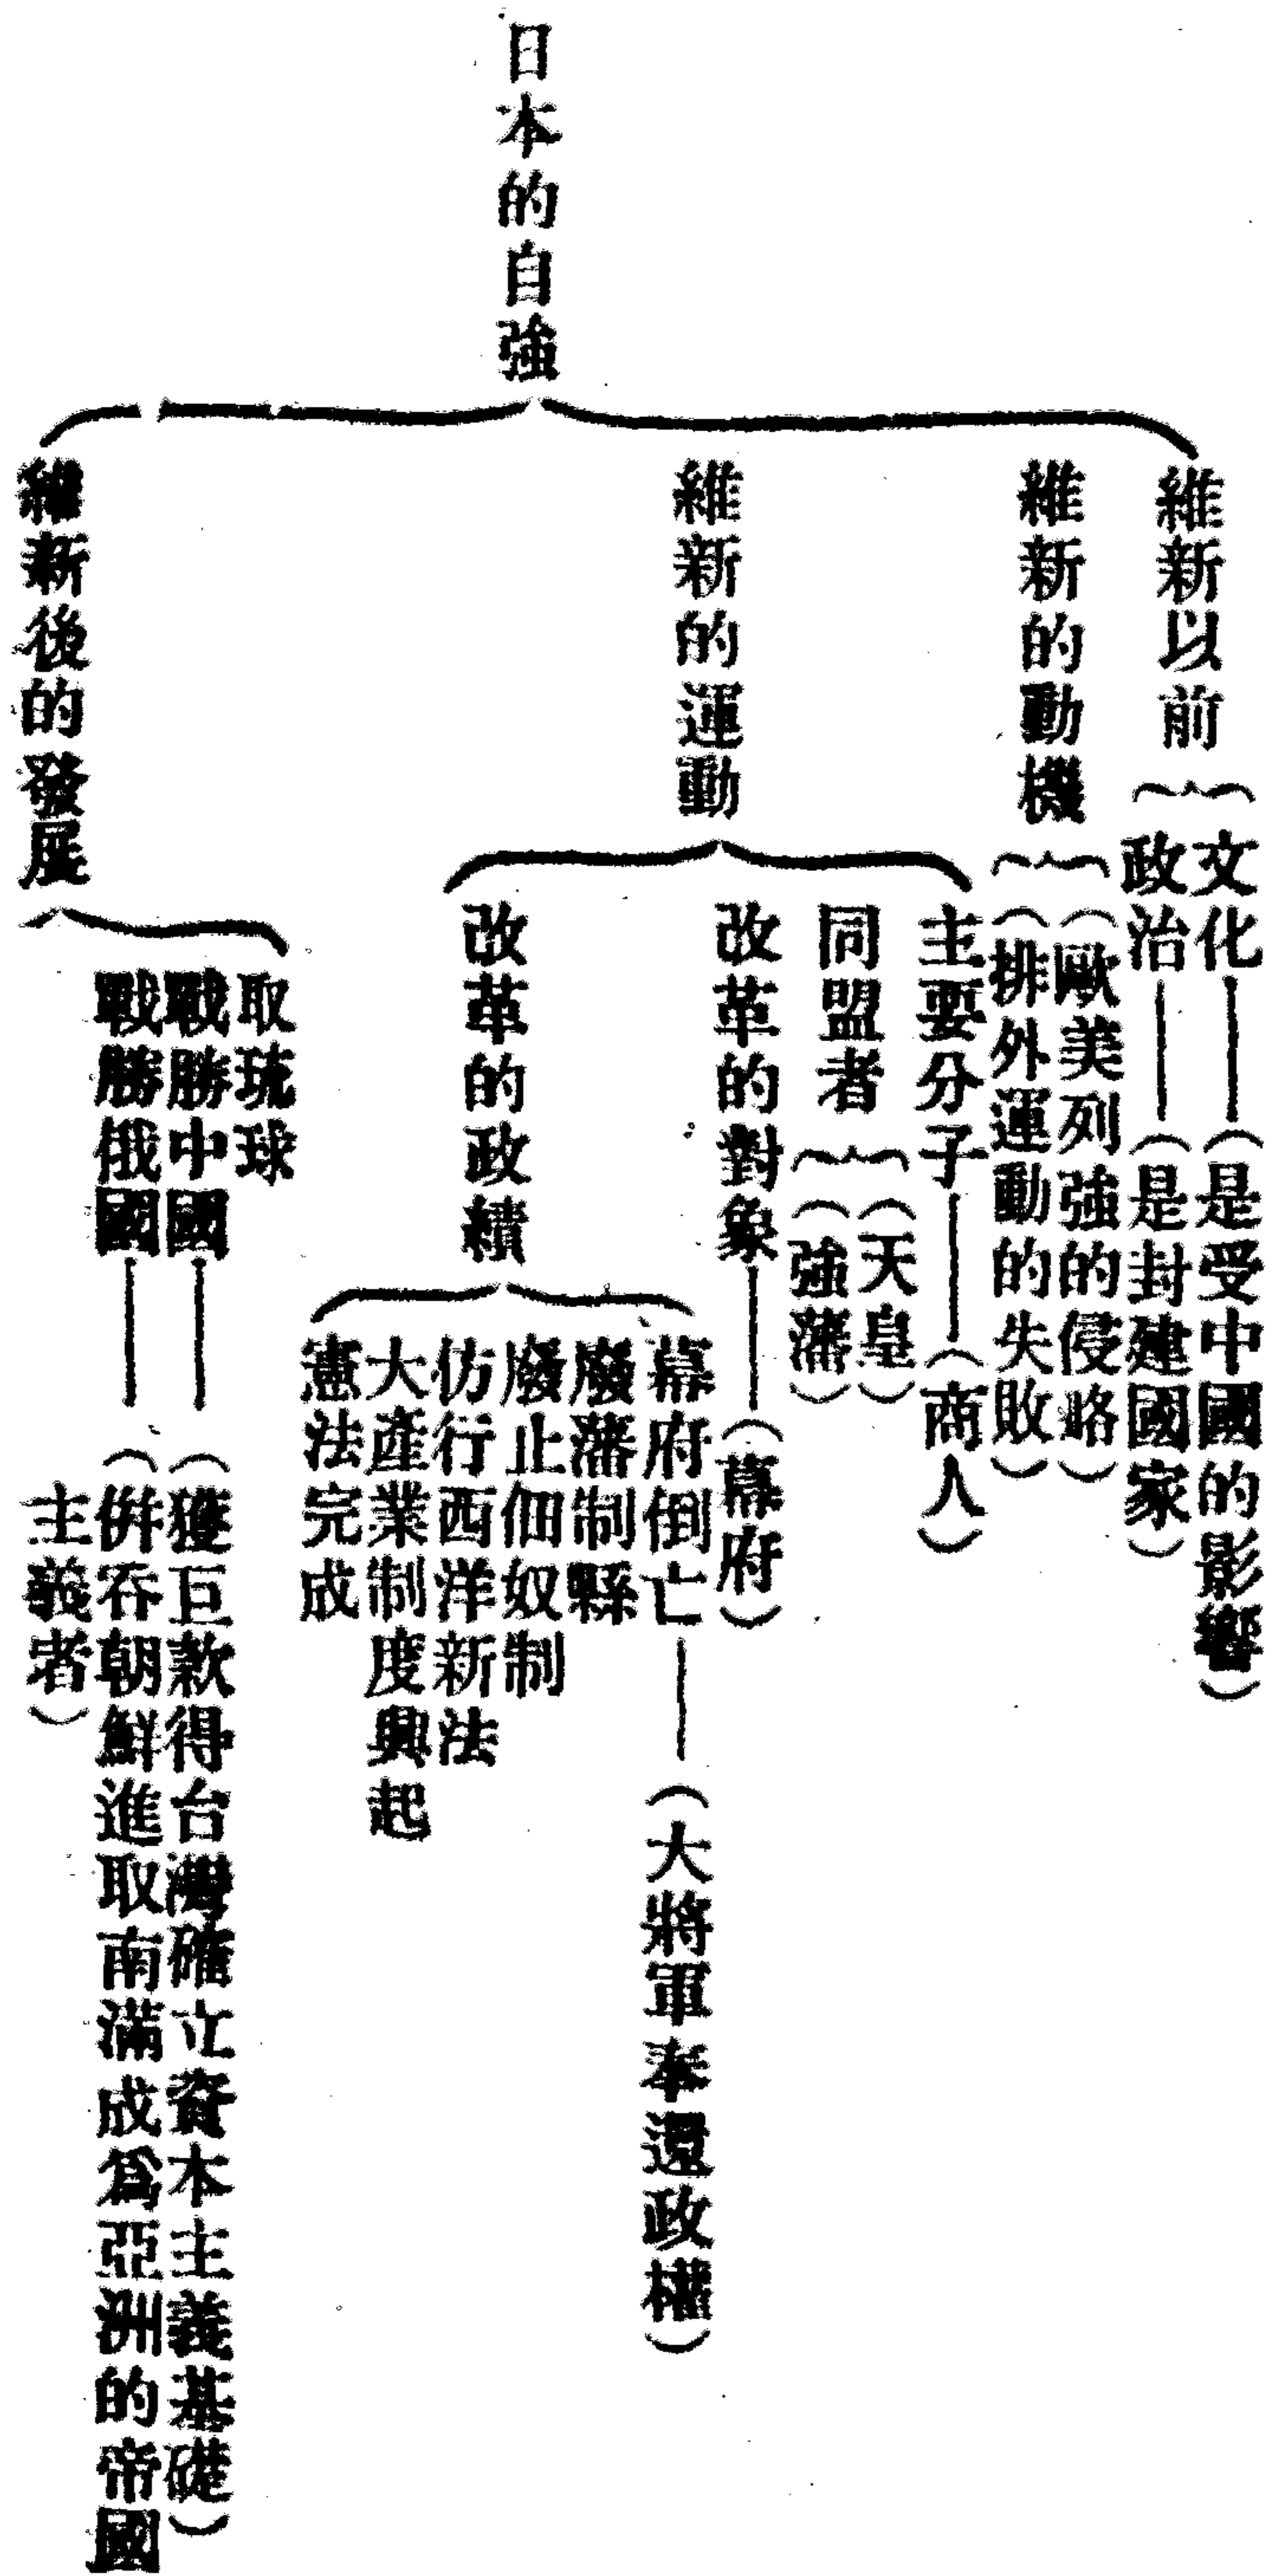 日本的自強
維新以前
文化——（是受中國的影響）
政治——（是封建國家）
維新的動機
（歐美列強的侵略）
（排外運動的失敗）
維新的運動
主要分子——（商人）
同盟者
（天皇）
（強藩）
改革的對象——（幕府）
改革的政績
幕府倒亡——（大將軍奉還政權）
廢藩制縣
廢止佃奴制
仿行西洋新法
大產業制度興起
憲法完成
維新後的發展
取琉球
戰勝中國——（獲巨款得台灣確立資本主義基礎）
戰勝俄國——（併吞朝鮮進取南滿成爲亞洲的帝國
主義者）